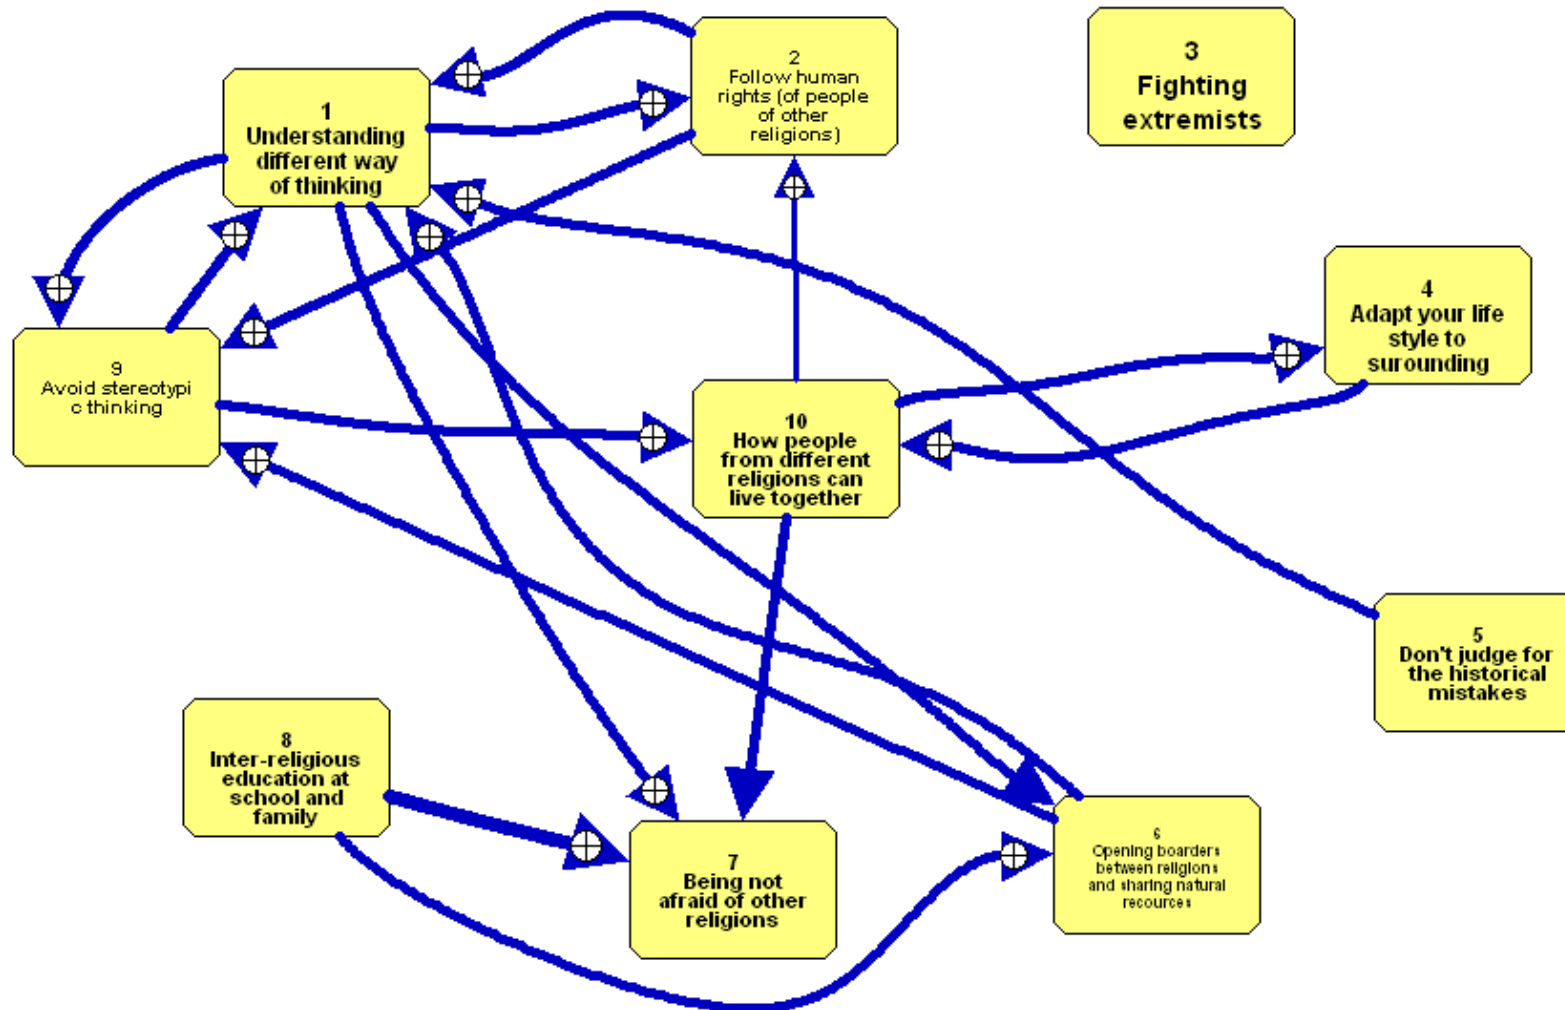 1
Understanding
different way
of thinking
2
Follow human
rights (of people
of other
religions)
3
Fighting
extremists
4
Adapt your life
style to
surounding
9
Avoid stereotypi
c thinking
10
How people
from different
religions can
live together
5
Don't judge for
the historical
mistakes
8
Inter-religious
education at
school and
family
7
Being not
afraid of other
religions
6
Opening boarders
between religions
and sharing natural
recources